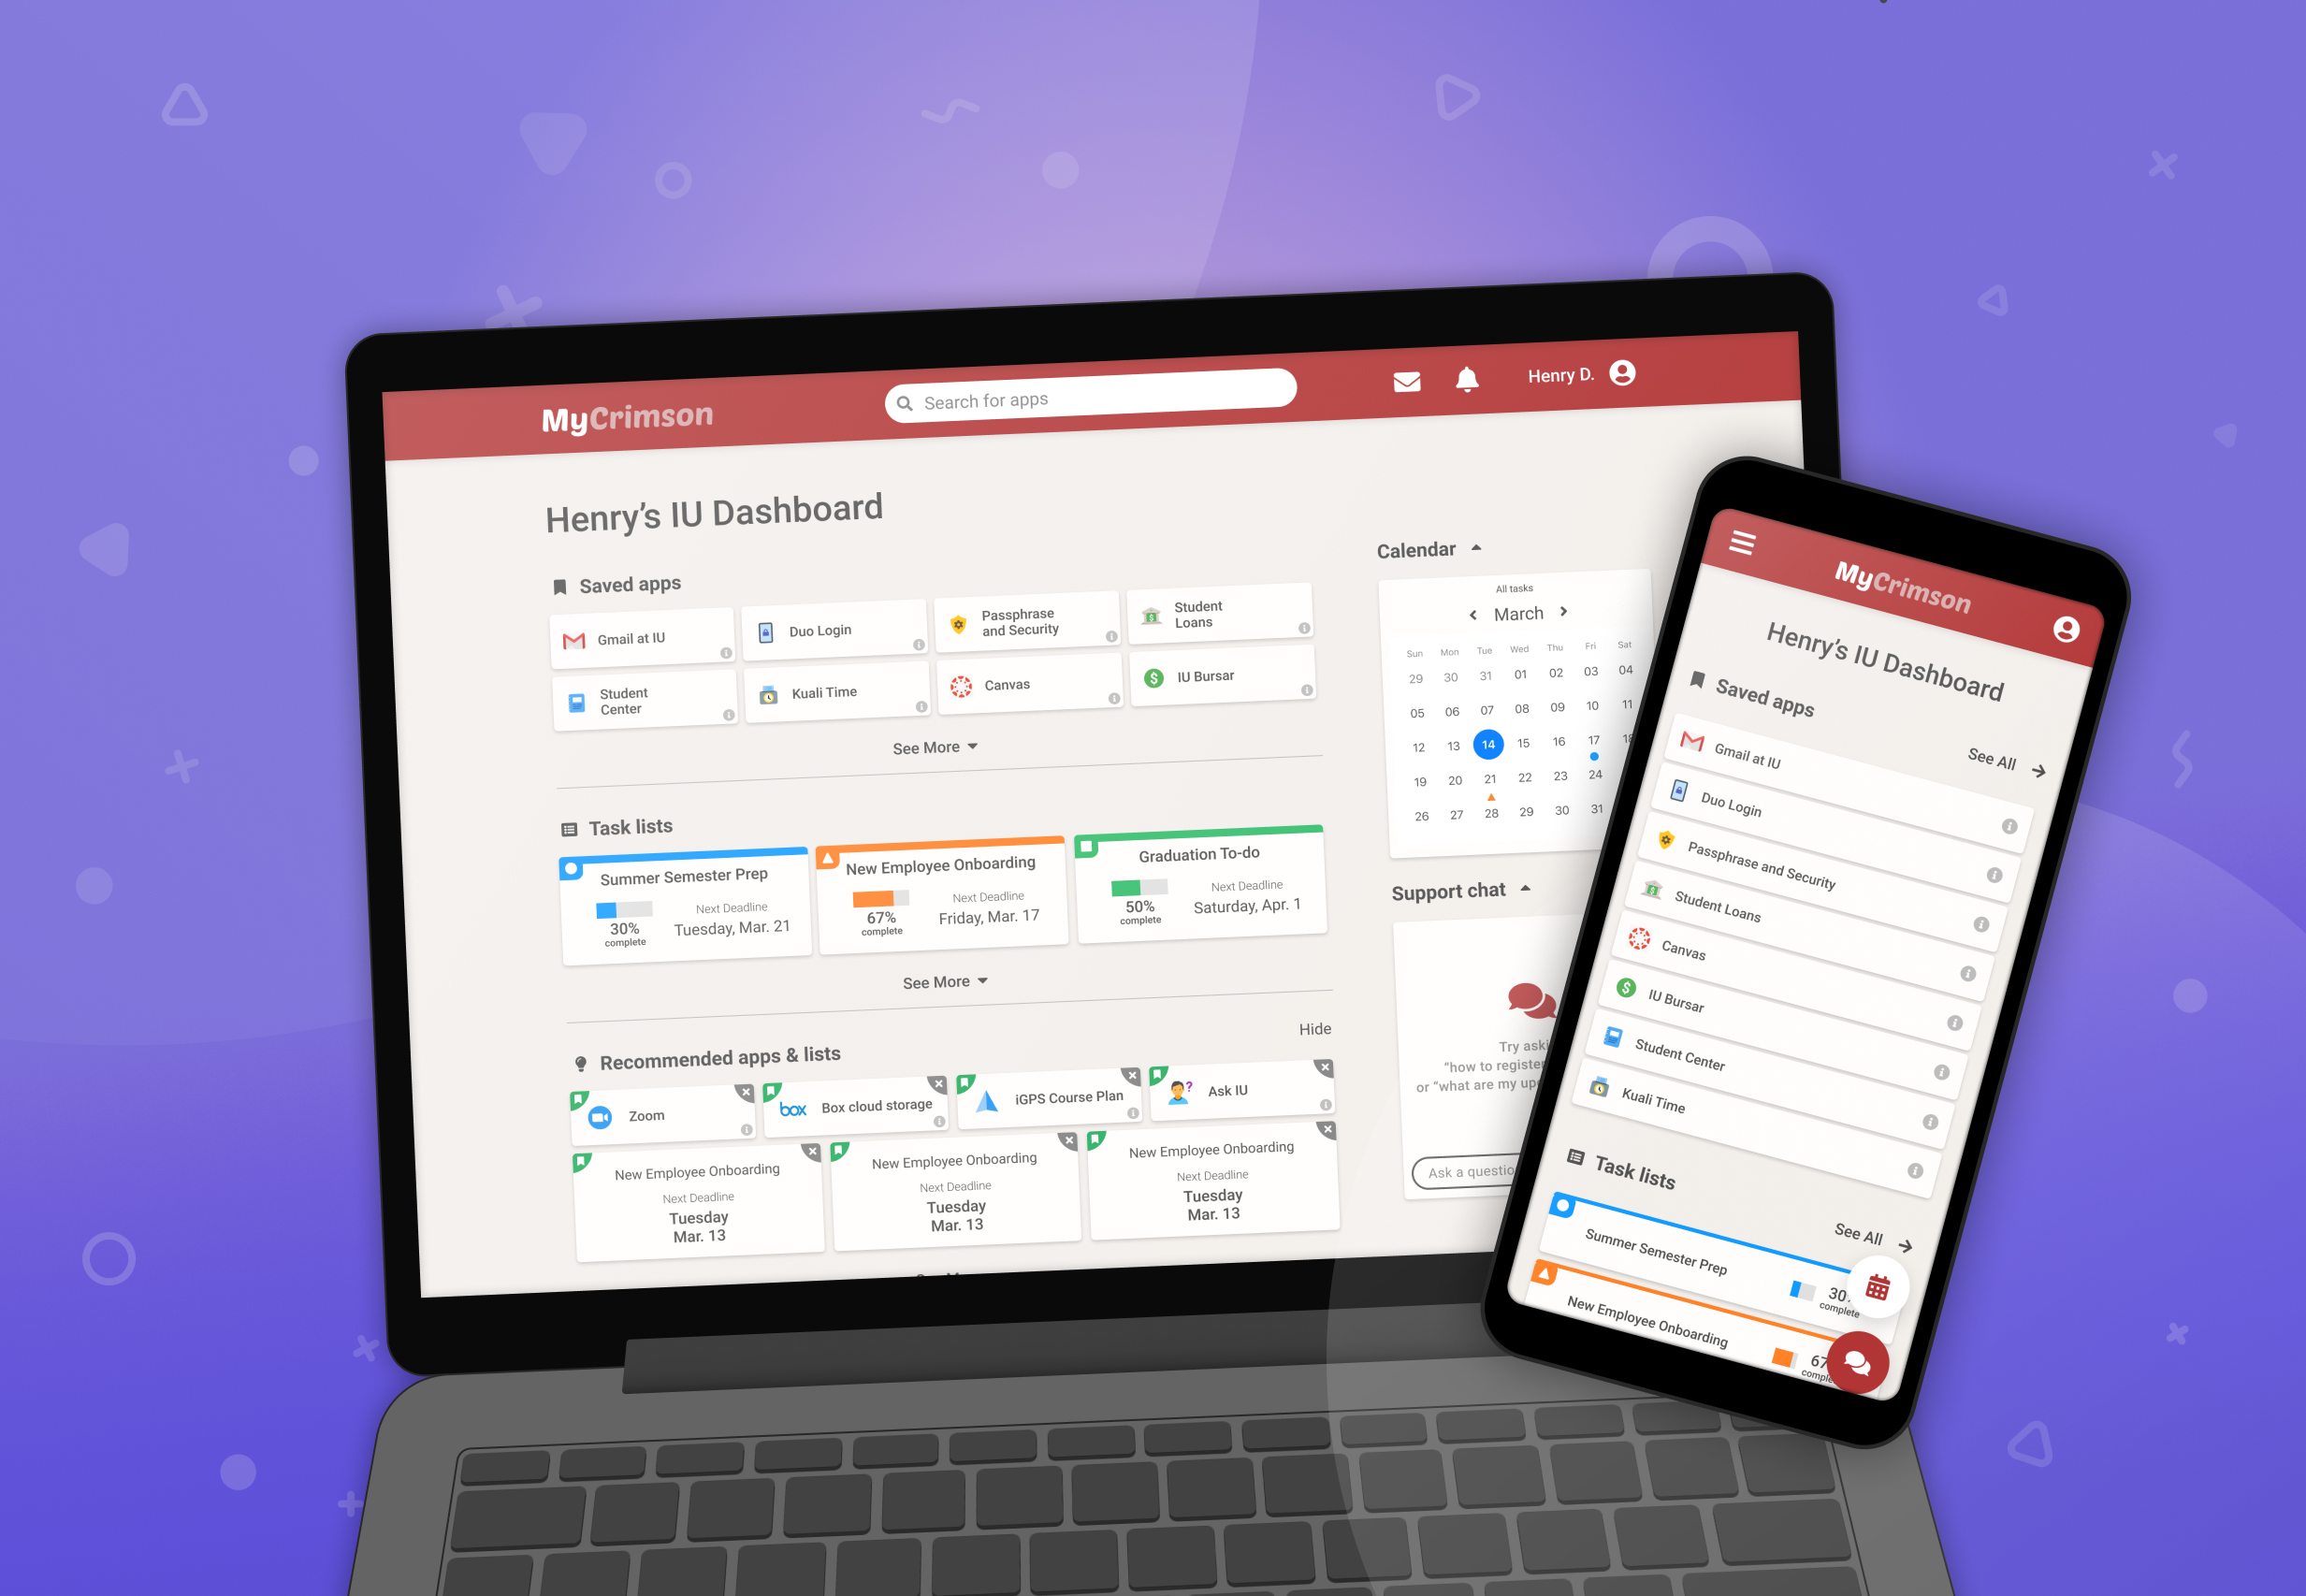 MyCrimson
Search for apps
Henry D.
Henry's IU Dashboard
Saved apps
Gmail at IU
Duo Login
Passphrase
and Security
Student
Loans
Student
Center
Kuali Time
Canvas
IU Bursar
See More
Task lists
Summer Semester Prep
30%
complete
Next Deadline
Tuesday, Mar. 21
New Employee Onboarding
67%
complete
Next Deadline
Friday, Mar. 17
Graduation To-do
50%
complete
Next Deadline
Saturday, Apr. 1
See More
Recommended apps & lists
Hide
Zoom
box Box cloud storage
iGPS Course Plan
Ask IU
New Employee Onboarding
Next Deadline
Tuesday
Mar. 13
New Employee Onboarding
Next Deadline
Tuesday
Mar. 13
New Employee Onboarding
Next Deadline
Tuesday
Mar. 13
Calendar
All tasks
March
Sun Mon Tue Wed Thu Fri Sat
29 30 31 01 02 03 04
05 06 07 08 09 10 11
12 13 14 15 16 17 18
19 20 21 22 23 24
26 27 28 29 30 31
Support chat
Try aski
"how to register
or "what are my up
Ask a questio
MyCrimson
Henry's IU Dashboard
Saved apps
See All
Gmail at IU
Duo Login
Passphrase and Security
Student Loans
Canvas
IU Bursar
Student Center
Kuali Time
Task lists
See All
Summer Semester Prep
30
complete
New Employee Onboarding
67
comple